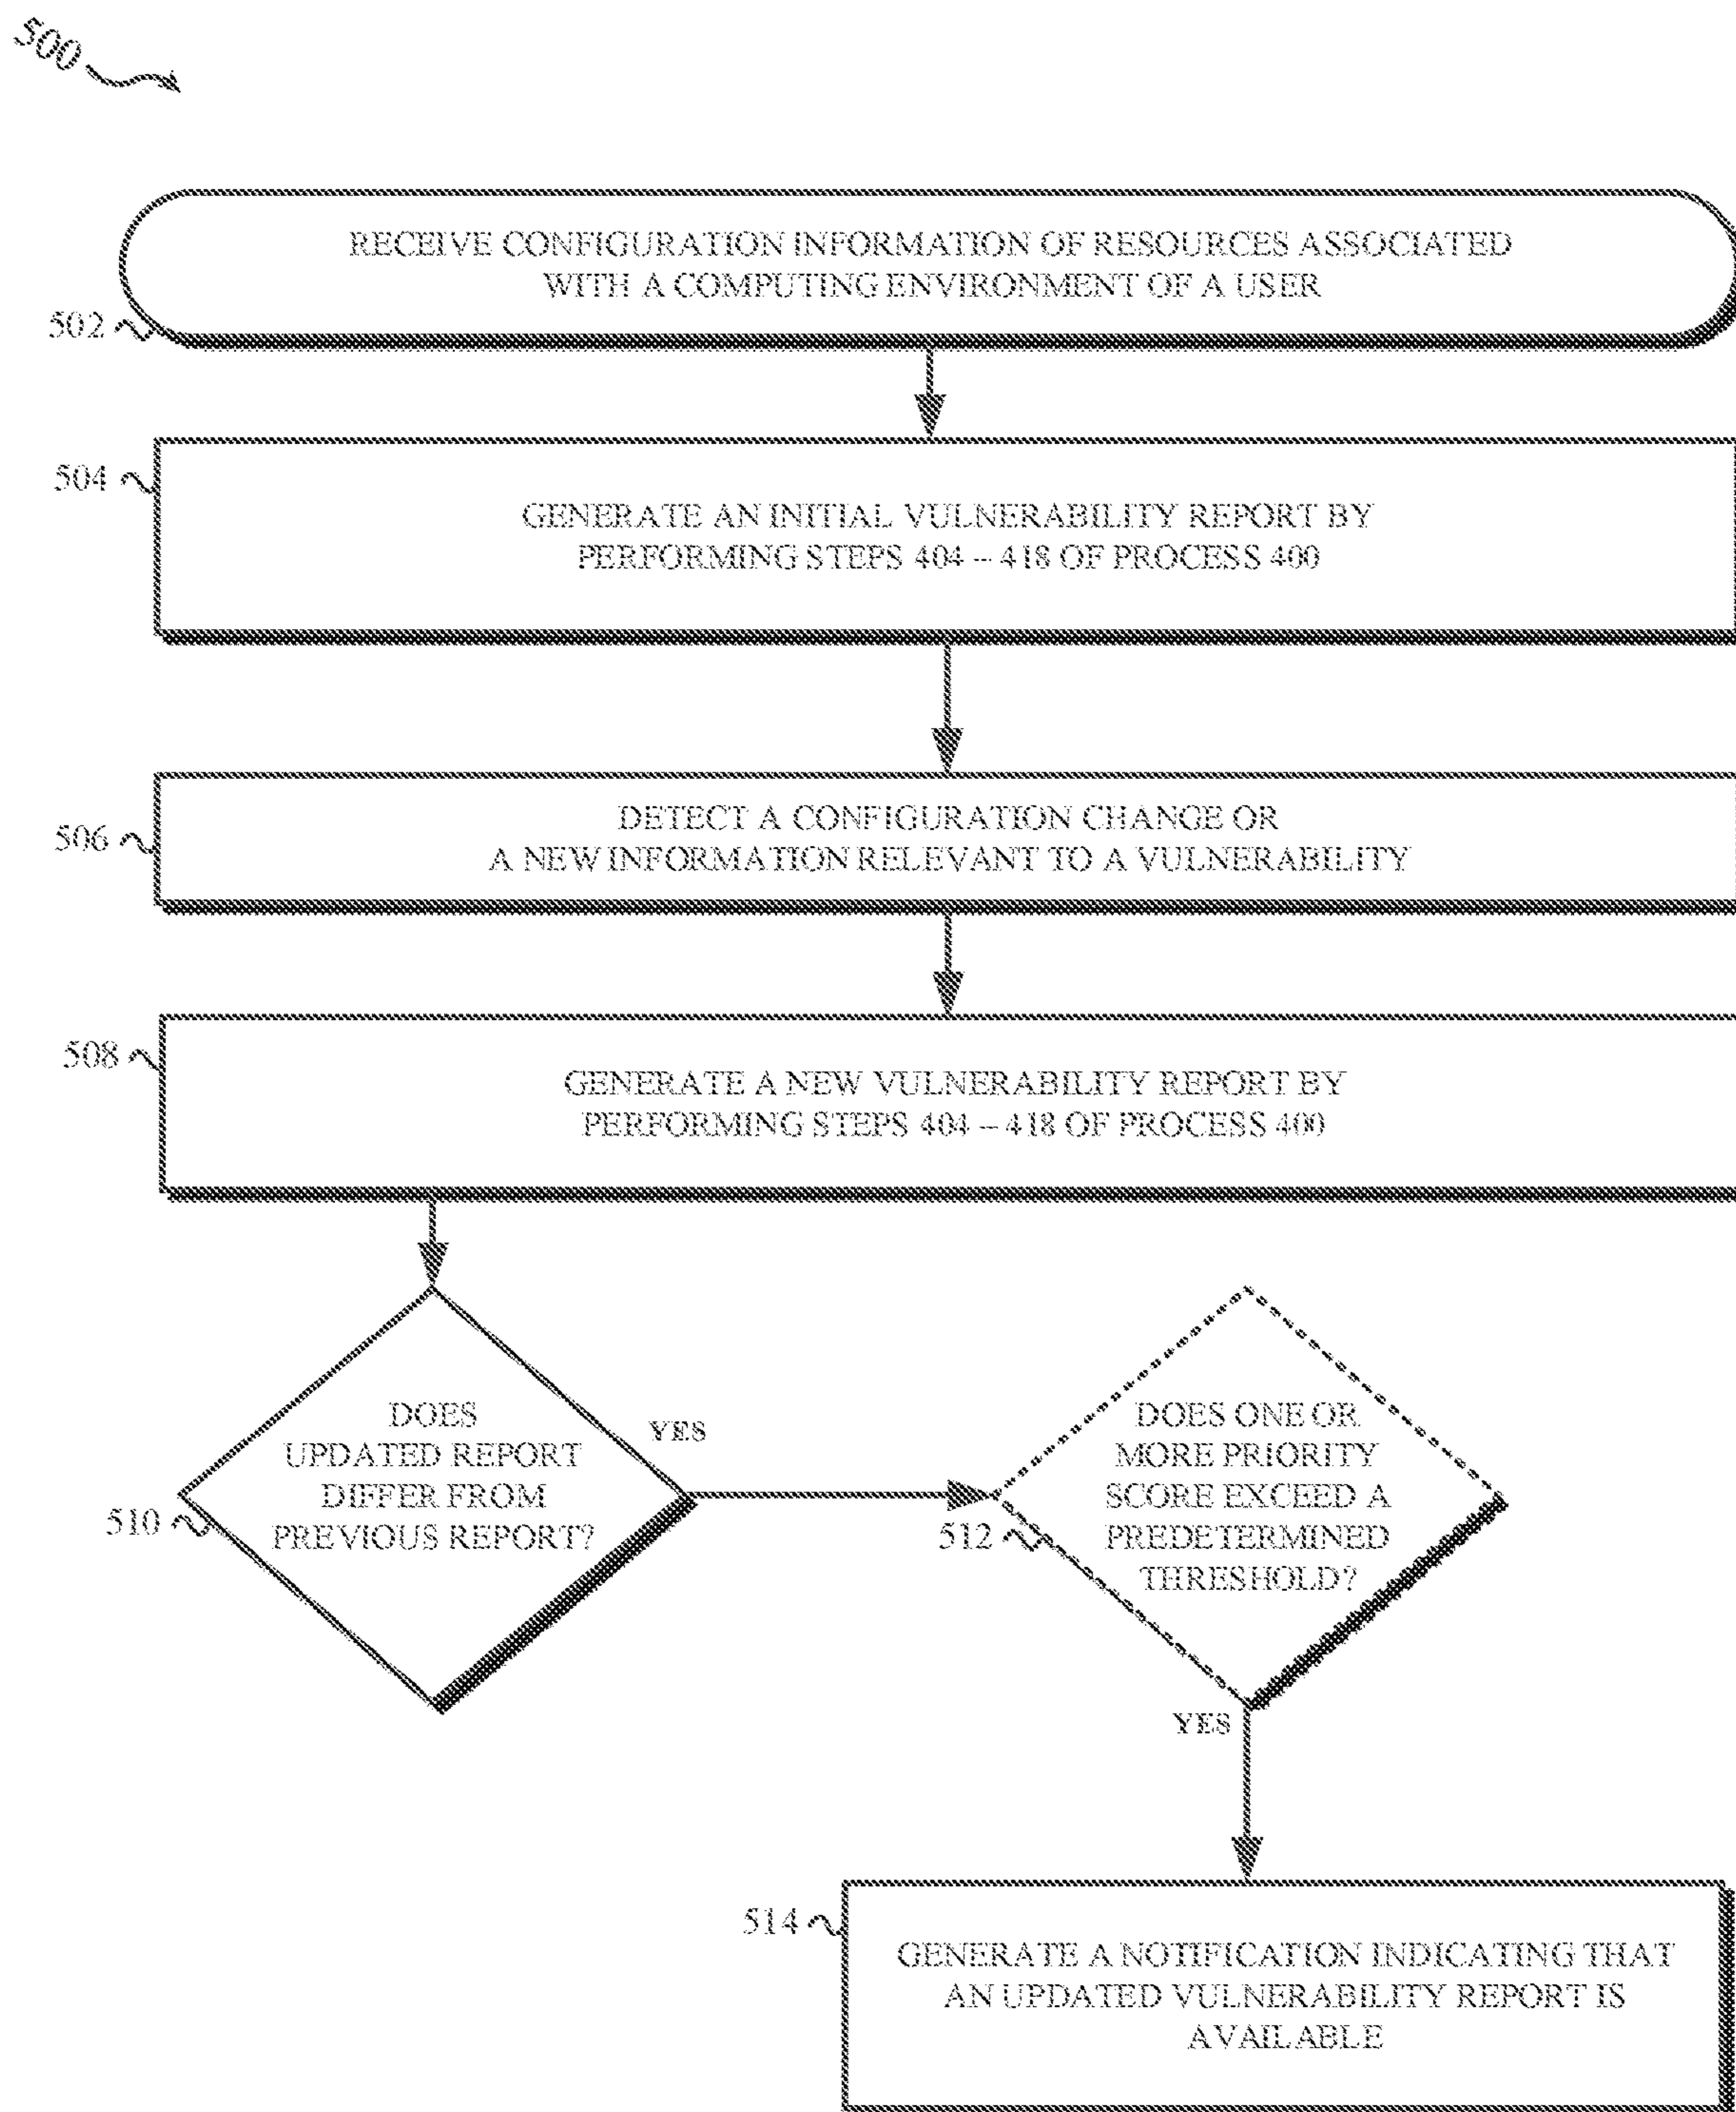 500
RECEIVE CONFIGURATION INFORMATION OF RESOURCES ASSOCIATED
WITH A COMPUTING ENVIRONMENT OF A USER
502
504
GENERATE AN INITIAL VULNERABILITY REPORT BY
PERFORMING STEPS 404 – 418 OF PROCESS 400
DETECT A CONFIGURATION CHANGE OR
506
A NEW INFORMATION RELEVANT TO A VULNERABILITY
508
GENERATE A NEW VULNERABILITY REPORT BY
PERFORMING STEPS 404 – 418 OF PROCESS 400
DOES
UPDATED REPORT
DIFFER FROM
PREVIOUS REPORT?
510
YES
DOES ONE OR
MORE PRIORITY
SCORE EXCEED A
PREDETERMINED
THRESHOLD?
512
YES
514
GENERATE A NOTIFICATION INDICATING THAT
AN UPDATED VULNERABILITY REPORT IS
AVAILABLE